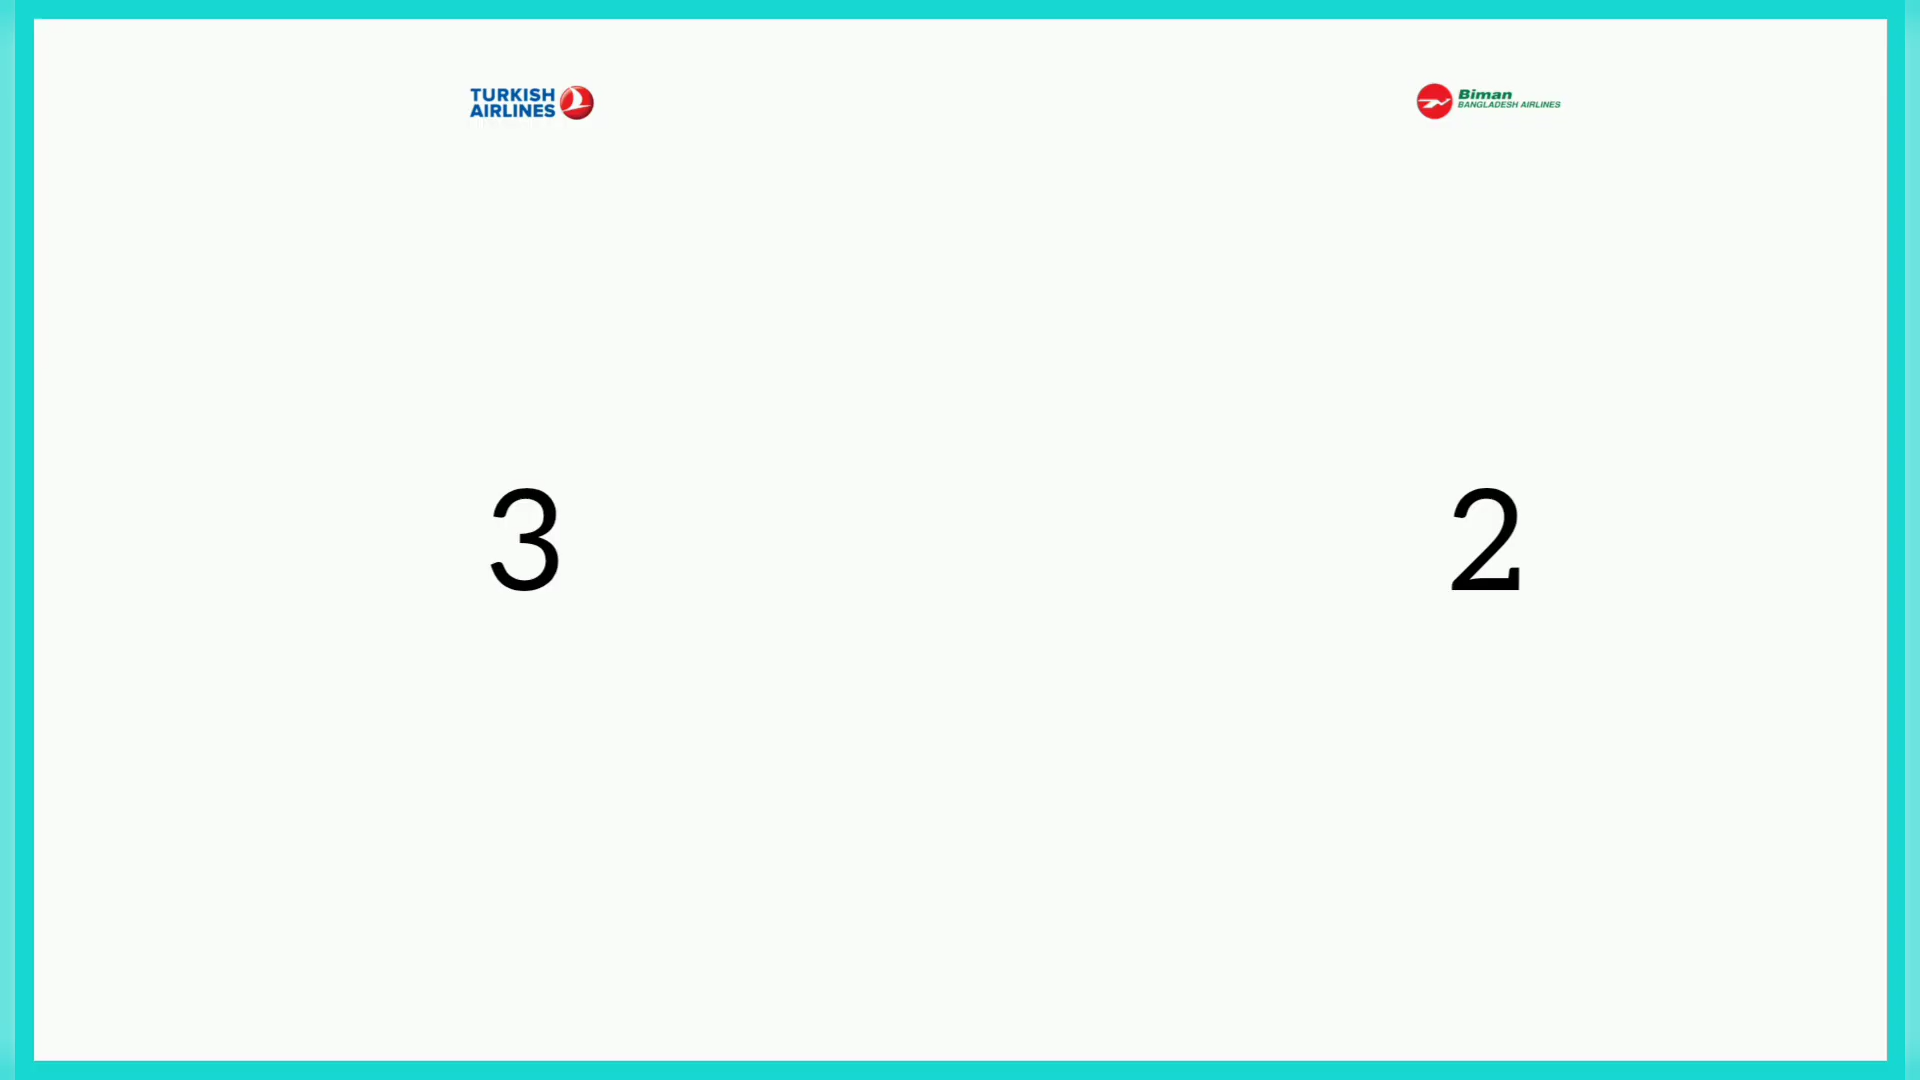 TURKISH
AIRLINES
Biman
BANGLADESH AIRLINES
3
2